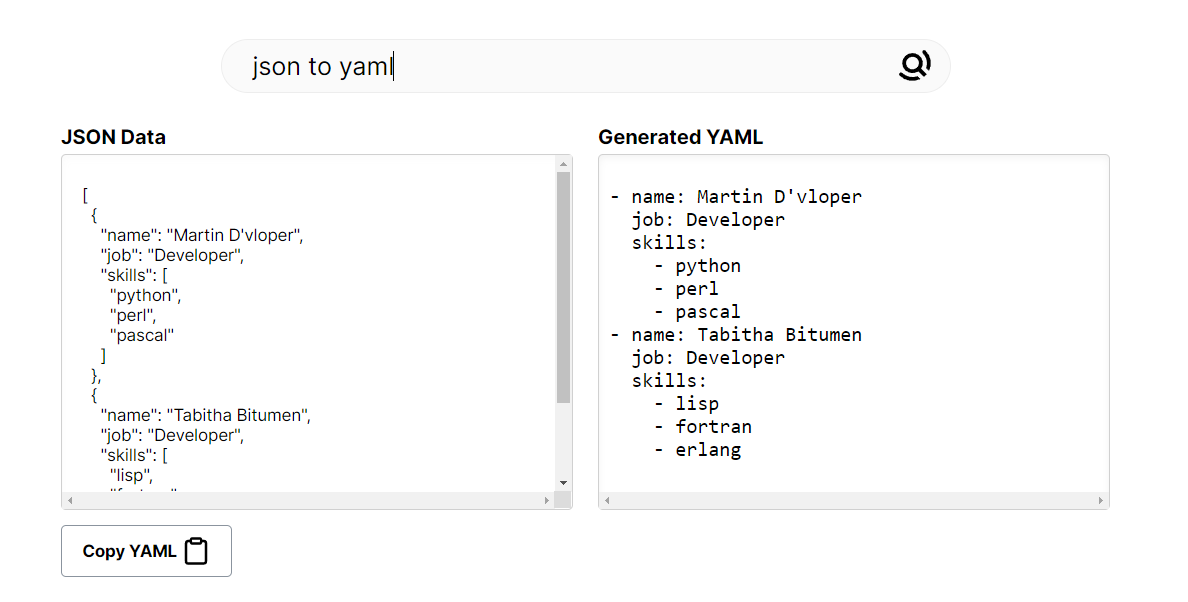 json to yaml
JSON Data
[
{
"name": "Martin D'vloper",
"job": "Developer",
"skills": [
"python",
"perl",
"pascal"
]
},
{
"name": "Tabitha Bitumen",
"job": "Developer",
"skills": [
"lisp",
Generated YAML
- name: Martin D'vloper
job: Developer
skills:
- python
- perl
- pascal
- name: Tabitha Bitumen
job: Developer
skills:
- lisp
- fortran
- erlang
Copy YAML